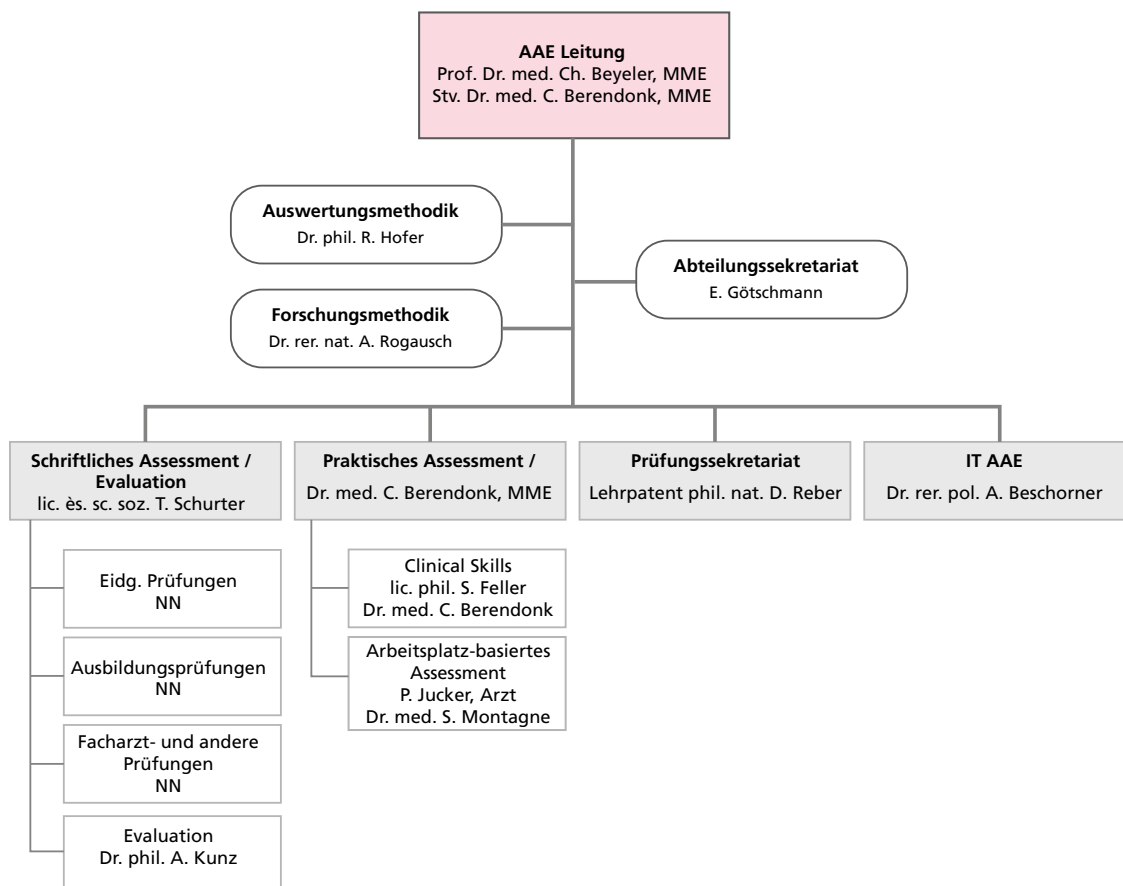 AAE Leitung
Prof. Dr. med. Ch. Beyeler, MME
Stv. Dr. med. C. Berendonk, MME
Auswertungsmethodik
Dr. phil. R. Hofer
Abteilungssekretariat
E. Götschmann
Forschungsmethodik
Dr. rer. nat. A. Rogausch
Schriftliches Assessment /
Evaluation
lic. ès. sc. soz. T. Schurter
Praktisches Assessment /
Dr. med. C. Berendonk, MME
Prüfungssekretariat
Lehrpatent phil. nat. D. Reber
IT AAE
Dr. rer. pol. A. Beschorner
Eidg. Prüfungen
NN
Ausbildungsprüfungen
NN
Facharzt- und andere
Prüfungen
NN
Evaluation
Dr. phil. A. Kunz
Clinical Skills
lic. phil. S. Feller
Dr. med. C. Berendonk
Arbeitsplatz-basiertes
Assessment
P. Jucker, Arzt
Dr. med. S. Montagne